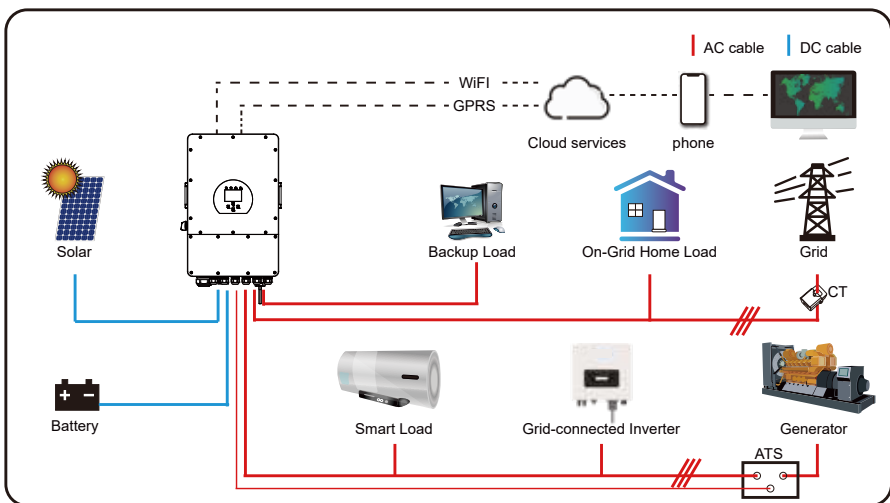 AC cable
DC cable
WiFI
GPRS
Cloud services
phone
Solar
Backup Load
On-Grid Home Load
Grid
CT
Battery
Smart Load
Grid-connected Inverter
Generator
ATS